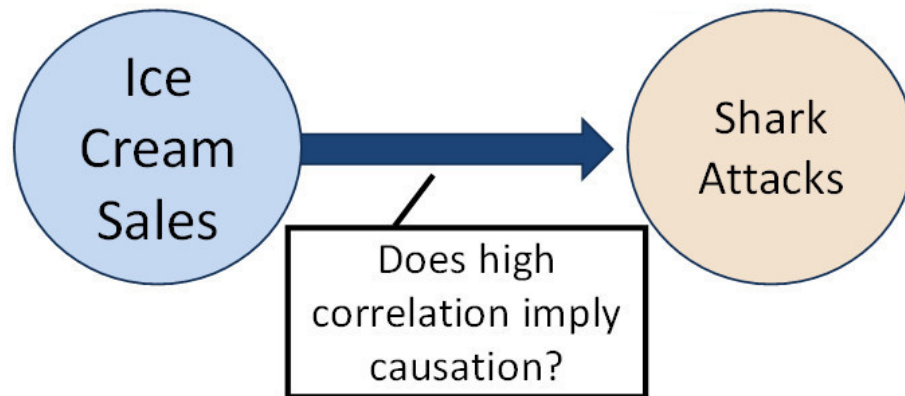 Ice
Cream
Sales
Shark
Attacks
Does high
correlation imply
causation?